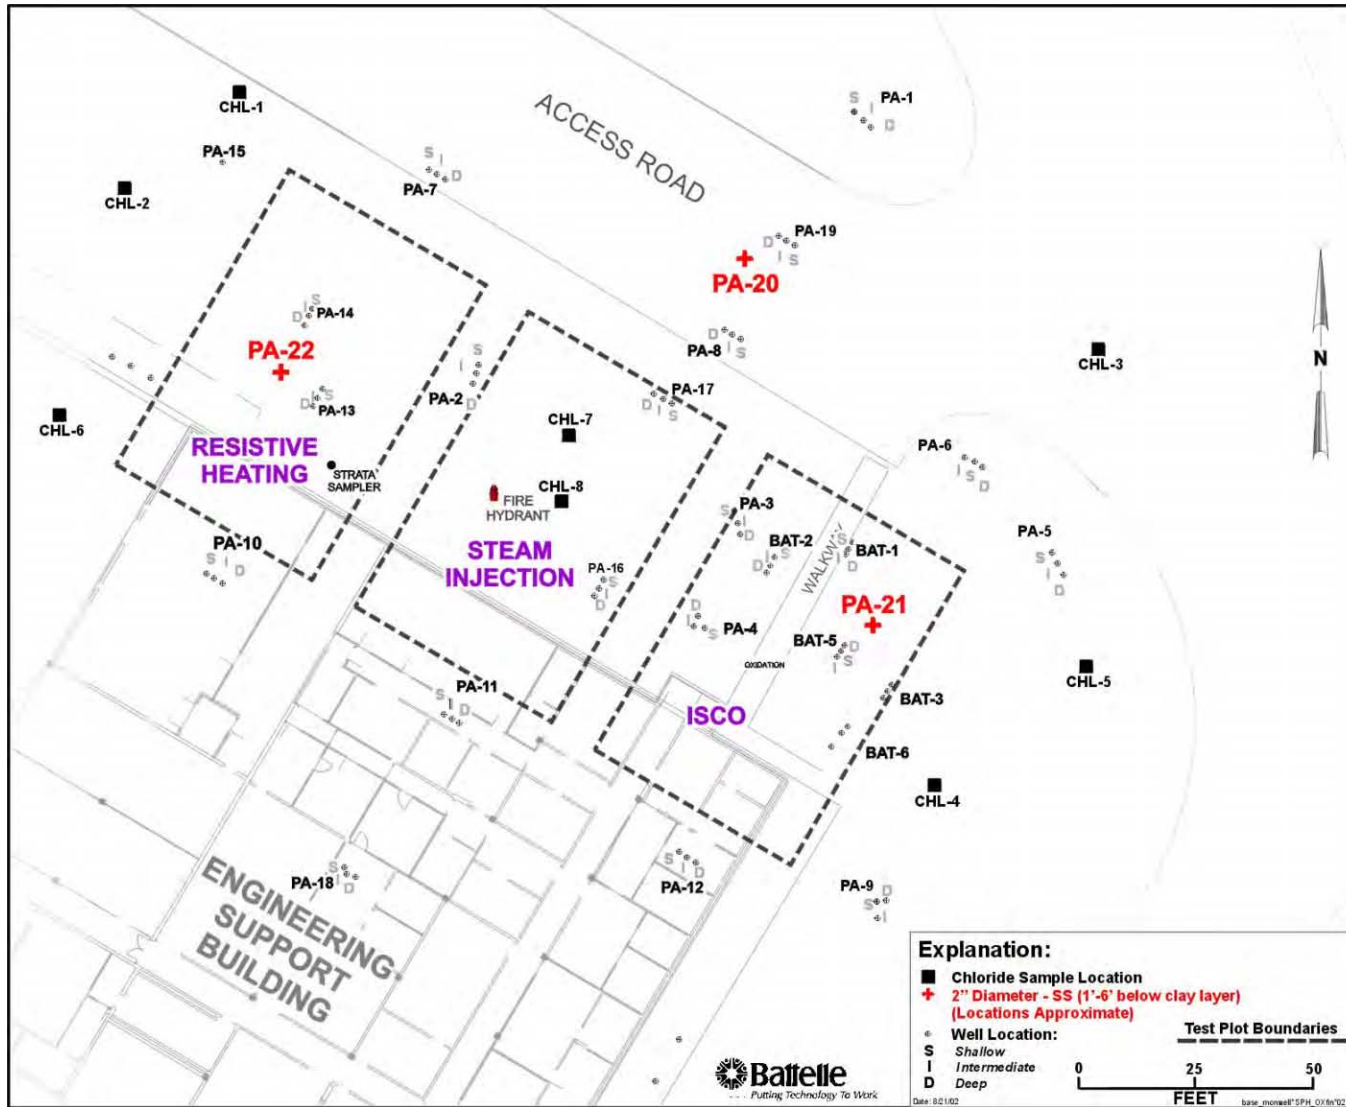 CHL-1
PA-15
CHL-2
S
I
D
PA-7
ACCESS ROAD
S
I
D
PA-1
D
I
S
PA-19
PA-20
S
I
D
PA-14
PA-22
S
I
D
PA-2
D
I
S
PA-8
CHL-3
N
S
I
D
PA-13
CHL-6
RESISTIVE
HEATING
STRATA
SAMPLER
PA-17
D
I
S
CHL-7
CHL-8
FIRE
HYDRANT
STEAM
INJECTION
PA-6
I
S
D
PA-3
S
I
D
BAT-2
S
I
D
WALKWAY
BAT-1
S
I
D
PA-5
S
I
D
PA-10
S
I
D
PA-16
S
I
D
PA-21
D
I
S
PA-4
BAT-5
D
S
I
OXIDATION
CHL-5
PA-11
S
I
D
ISCO
BAT-3
BAT-6
CHL-4
PA-18
S
I
D
PA-12
S
I
D
PA-9
D
S
I
ENGINEERING
SUPPORT
BUILDING
Explanation:
Chloride Sample Location
2" Diameter - SS (1'-6' below clay layer)
(Locations Approximate)
Well Location:
S Shallow
I Intermediate
D Deep
Test Plot Boundaries
0 25 50
FEET
Battelle
... Putting Technology To Work
Date: 8/21/02